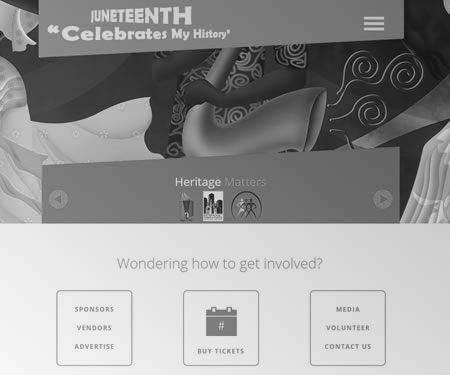 JUNETEENTH
"Celebrates My History"
Heritage Matters
Wondering how to get involved?
SPONSORS
VENDORS
ADVERTISE
#
BUY TICKETS
MEDIA
VOLUNTEER
CONTACT US